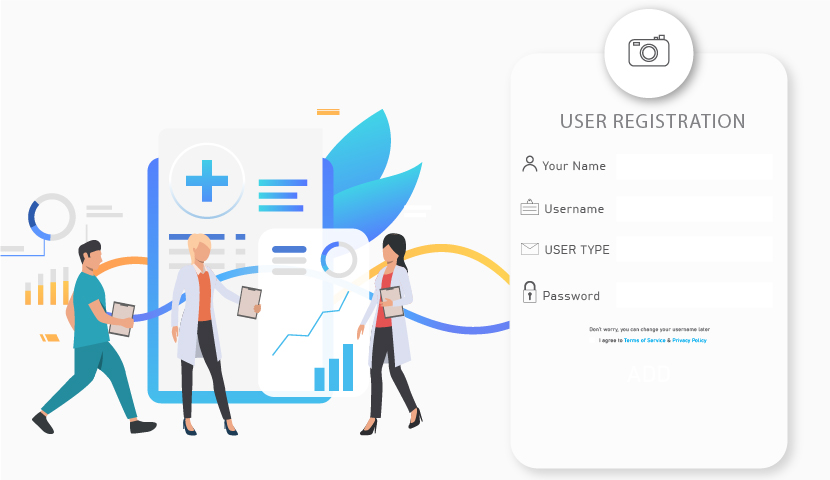 USER REGISTRATION
Your Name
Username
USER TYPE
Password
Don't worry, you can change your username later
I agree to Terms of Service & Privacy Policy
ADD